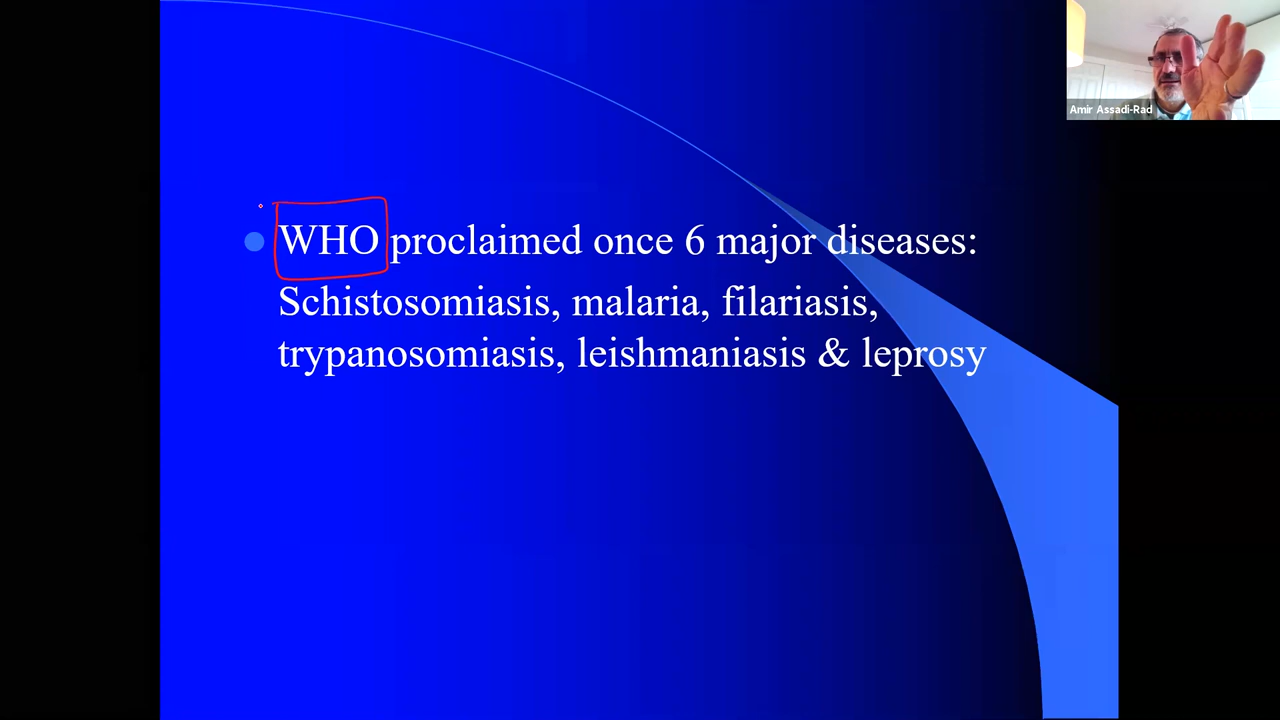 Amir Assadi-Rad
WHO proclaimed once 6 major diseases:
Schistosomiasis, malaria, filariasis,
trypanosomiasis, leishmaniasis & leprosy